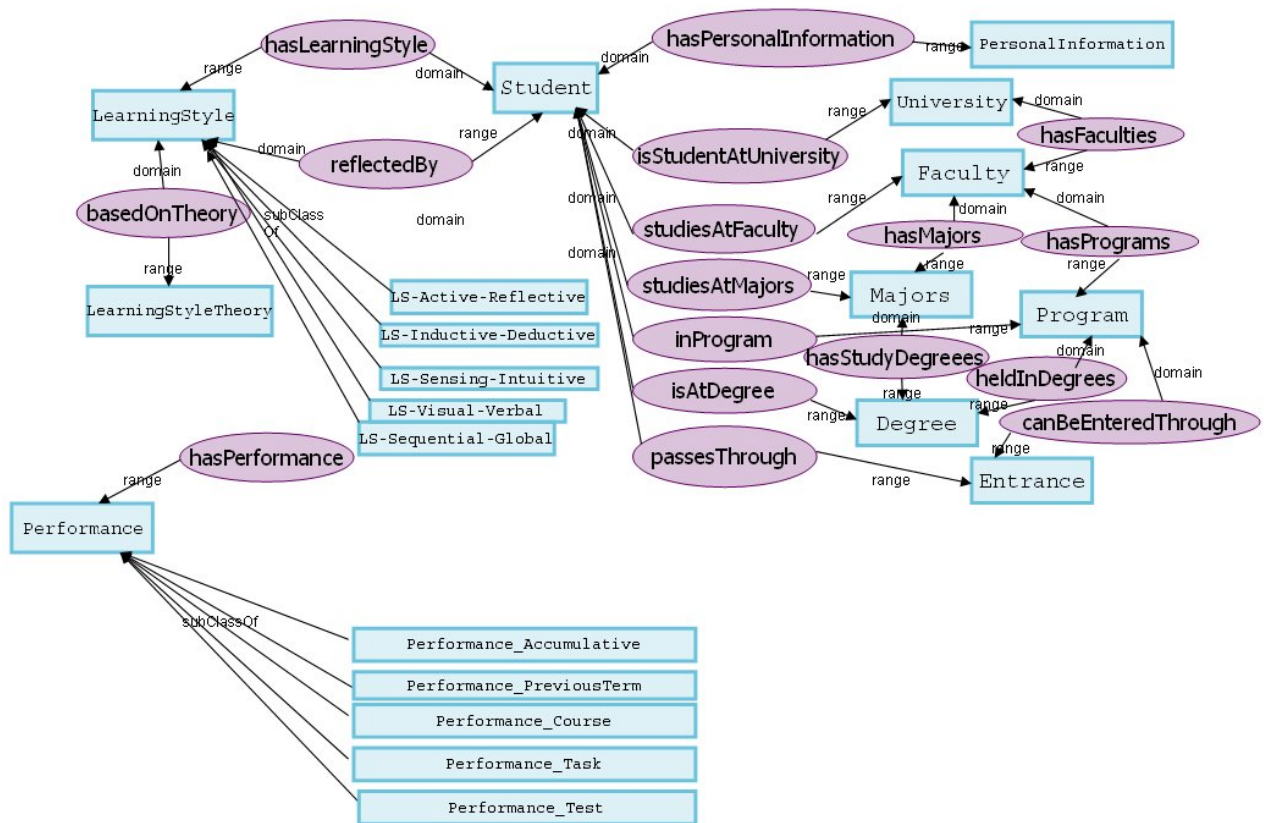 hasLearningStyle
hasPersonalInformation
range
PersonalInformation
range
domain
domain
Student
LearningStyle
range
University
domain
hasFaculties
domain
range
domain
isStudentAtUniversity
reflectedBy
range
Faculty
domain
domain
range
domain
basedOnTheory
subClass
Of
domain
domain
studiesAtFaculty
domain
hasMajors
hasPrograms
domain
range
range
range
range
studiesAtMajors
LearningStyleTheory
LS-Active-Reflective
Majors
Program
domain
range
LS-Inductive-Deductive
inProgram
hasStudyDegreees
domain
heldInDegrees
domain
LS-Sensing-Intuitive
isAtDegree
range
range
LS-Visual-Verbal
range
Degree
canBeEnteredThrough
LS-Sequential-Global
range
hasPerformance
passesThrough
range
range
Entrance
Performance
subClassOf
Performance_Accumulative
Performance_PreviousTerm
Performance_Course
Performance_Task
Performance_Test